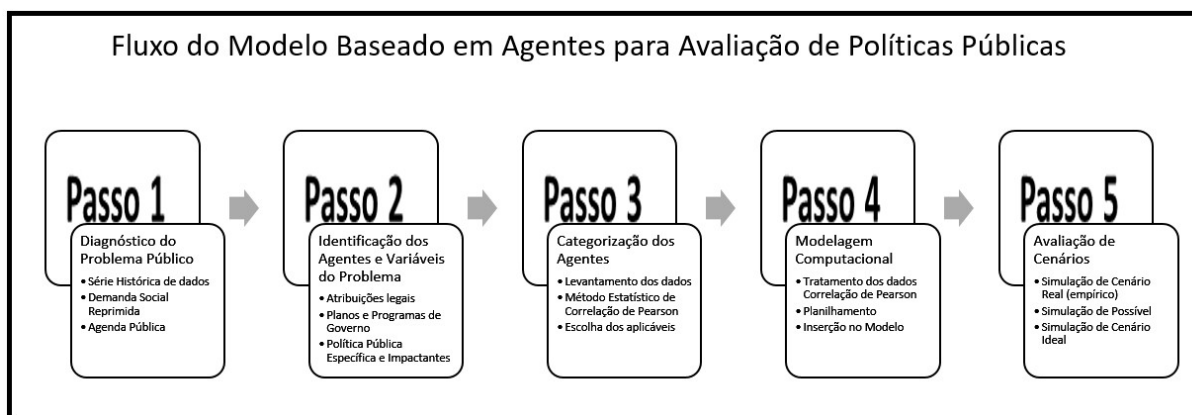 Fluxo do Modelo Baseado em Agentes para Avaliação de Políticas Públicas
Passo 1
Diagnóstico do
Problema Público
• Série Histórica de dados
• Demanda Social
Reprimida
• Agenda Pública
Passo 2
Identificação dos
Agentes e Variáveis
do Problema
• Atribuições legais
• Planos e Programas de
Governo
• Política Pública
Específica e Impactantes
Passo 3
Categorização dos
Agentes
• Levantamento dos dados
• Método Estatístico de
Correlação de Pearson
• Escolha dos aplicáveis
Passo 4
Modelagem
Computacional
• Tratamento dos dados
Correlação de Pearson
• Planilhamento
• Inserção no Modelo
Passo 5
Avaliação de
Cenários
• Simulação de Cenário
Real (empírico)
• Simulação de Possível
• Simulação de Cenário
Ideal